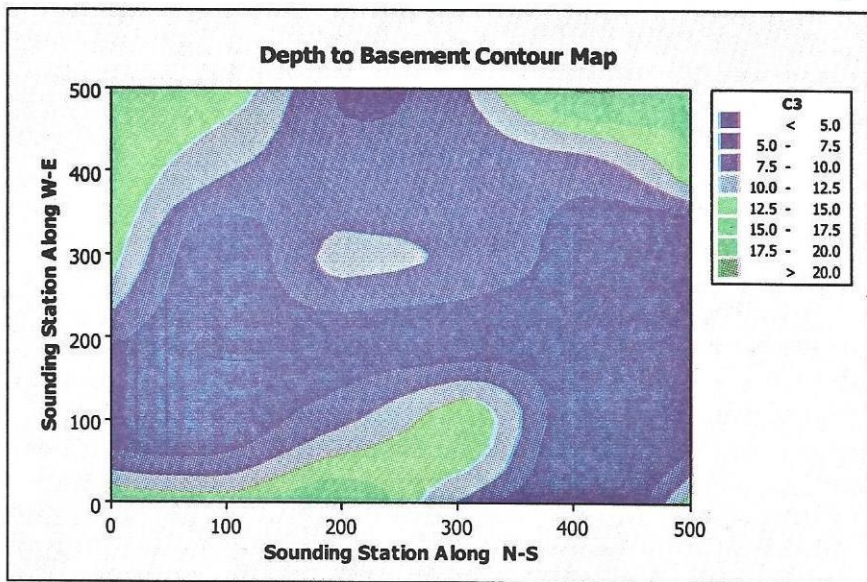 Depth to Basement Contour Map
C3
< 5.0
5.0 - 7.5
7.5 - 10.0
10.0 - 12.5
12.5 - 15.0
15.0 - 17.5
17.5 - 20.0
> 20.0
Sounding Station Along W-E
500
400
300
200
100
0
0 100 200 300 400 500
Sounding Station Along N-S